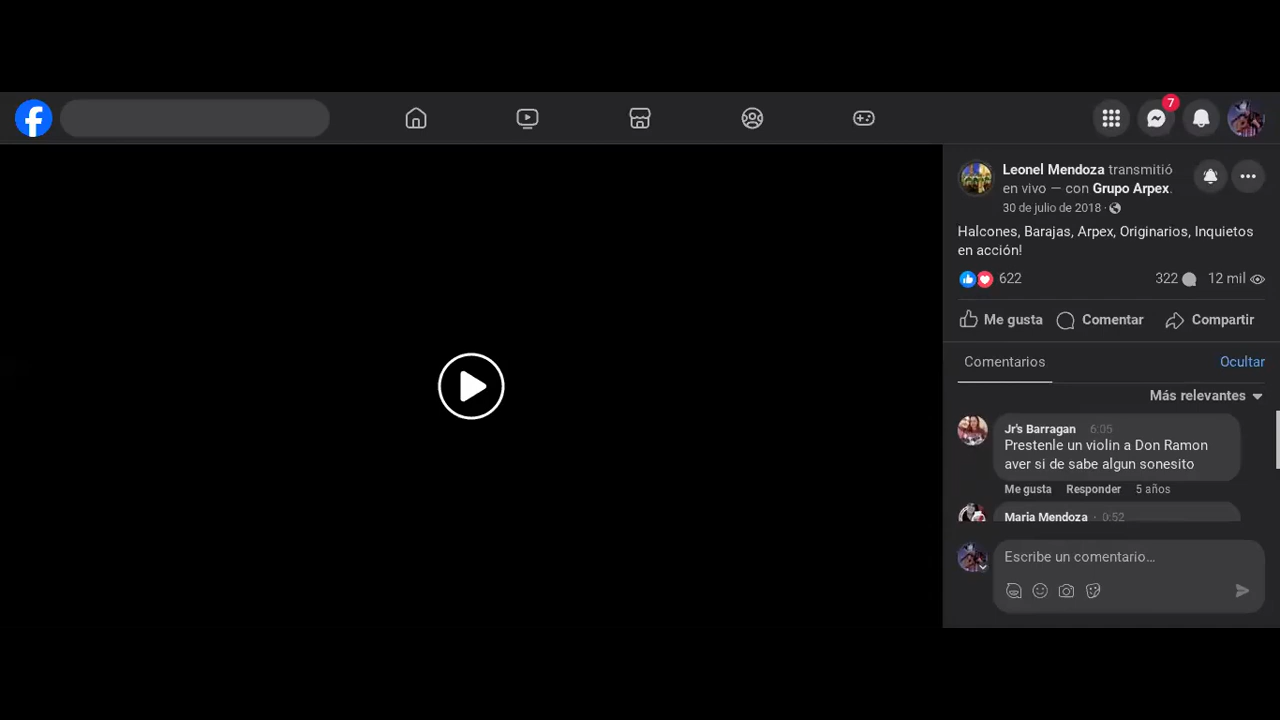 7
Leonel Mendoza transmitió
en vivo — con Grupo Arpex.
30 de julio de 2018 ·
Halcones, Barajas, Arpex, Originarios, Inquietos
en acción!
622
322 12 mil
Me gusta Comentar Compartir
Comentarios Ocultar
Más relevantes
Jr's Barragan 6:05
Prestenle un violin a Don Ramon
aver si de sabe algun sonesito
Me gusta Responder 5 años
Maria Mendoza · 0:52
Escribe un comentario...